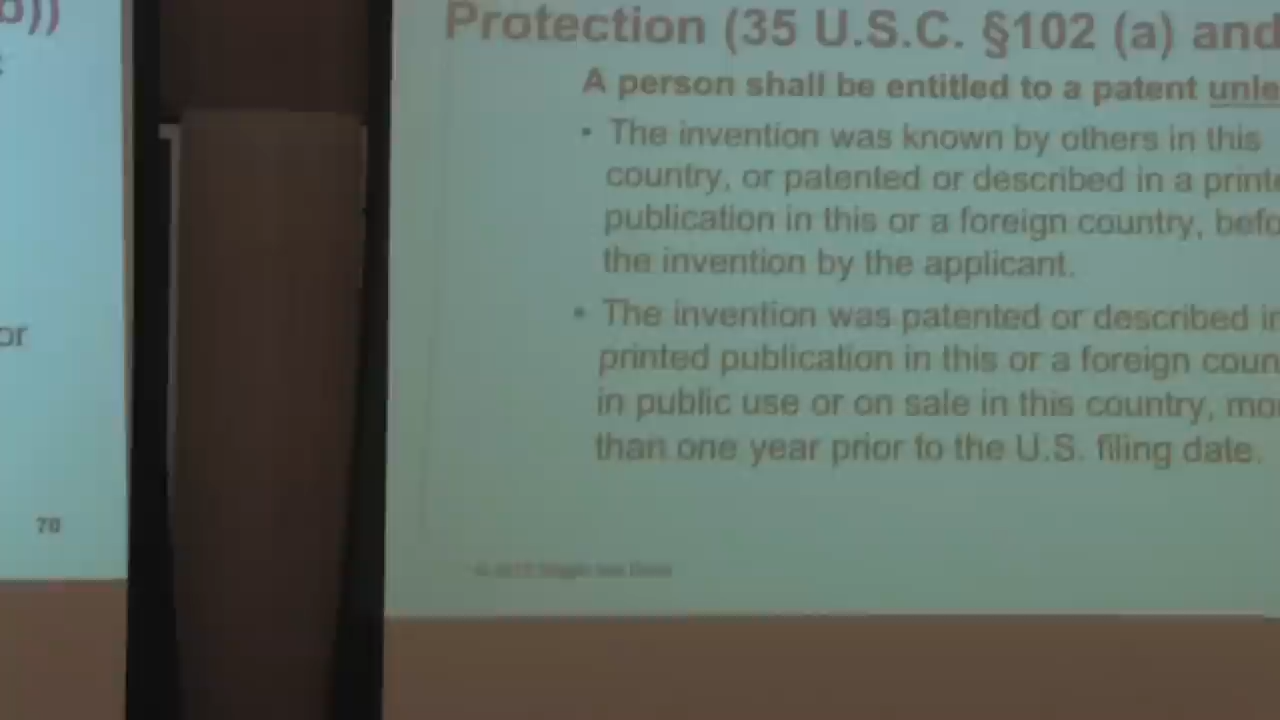 b))
or
70
Protection (35 U.S.C. §102 (a) and
A person shall be entitled to a patent unle
• The invention was known by others in this
country, or patented or described in a printe
publication in this or a foreign country, befo
the invention by the applicant.
• The invention was patented or described in
printed publication in this or a foreign coun
in public use or on sale in this country, mo
than one year prior to the U.S. filing date.